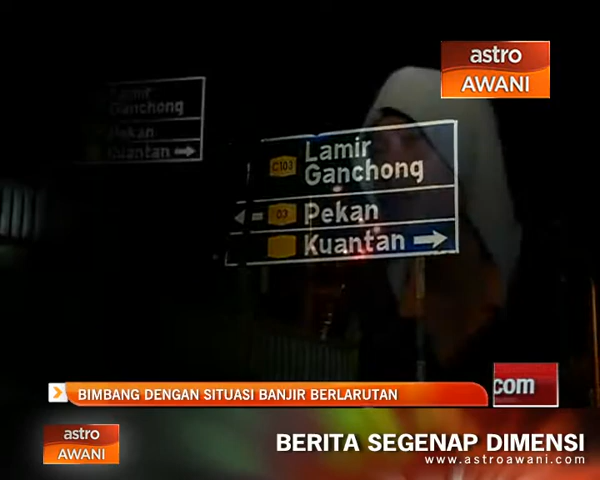 astro
AWANI
Lamir
Ganchong
Pekan
Kuantan
C103
Lamir
Ganchong
03
Pekan
Kuantan
BIMBANG DENGAN SITUASI BANJIR BERLARUTAN
com
astro
AWANI
BERITA SEGENAP DIMENSI
www.astroawani.com